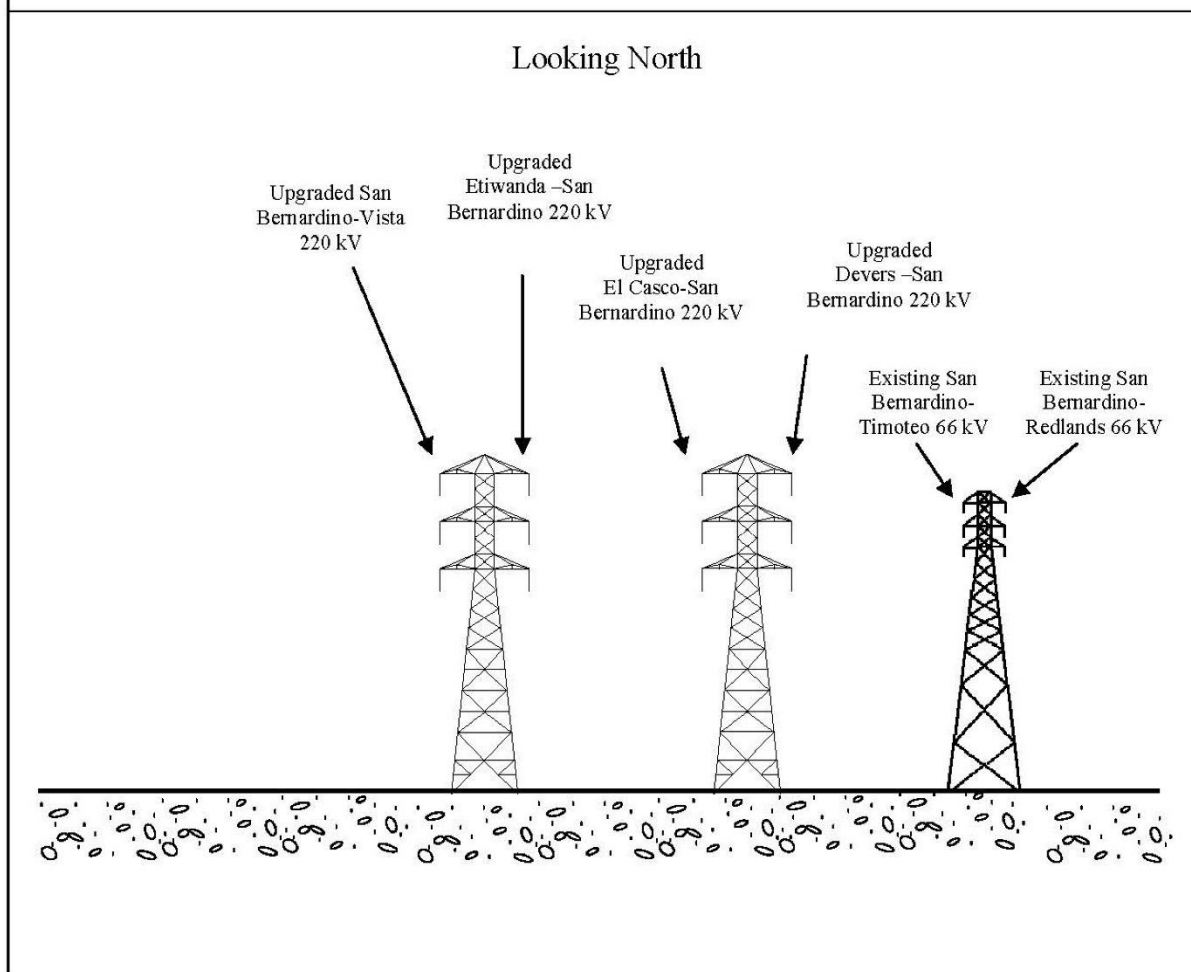 Looking North
Upgraded San
Bernardino-Vista
220 kV
Upgraded
Etiwanda –San
Bernardino 220 kV
Upgraded
El Casco-San
Bernardino 220 kV
Upgraded
Devers –San
Bernardino 220 kV
Existing San
Bernardino-
Timoteo 66 kV
Existing San
Bernardino-
Redlands 66 kV